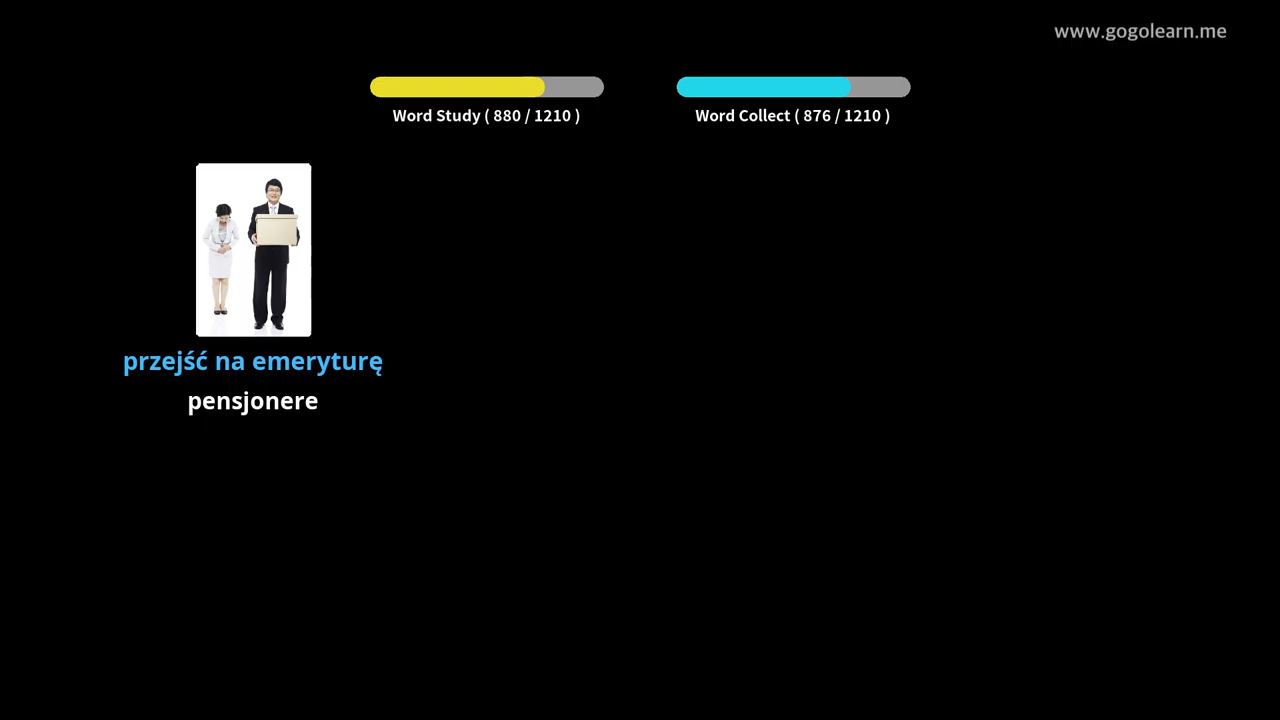 www.gogolearn.me
Word Study ( 880 / 1210 )
Word Collect ( 876 / 1210 )
przejść na emeryturę
pensjonere